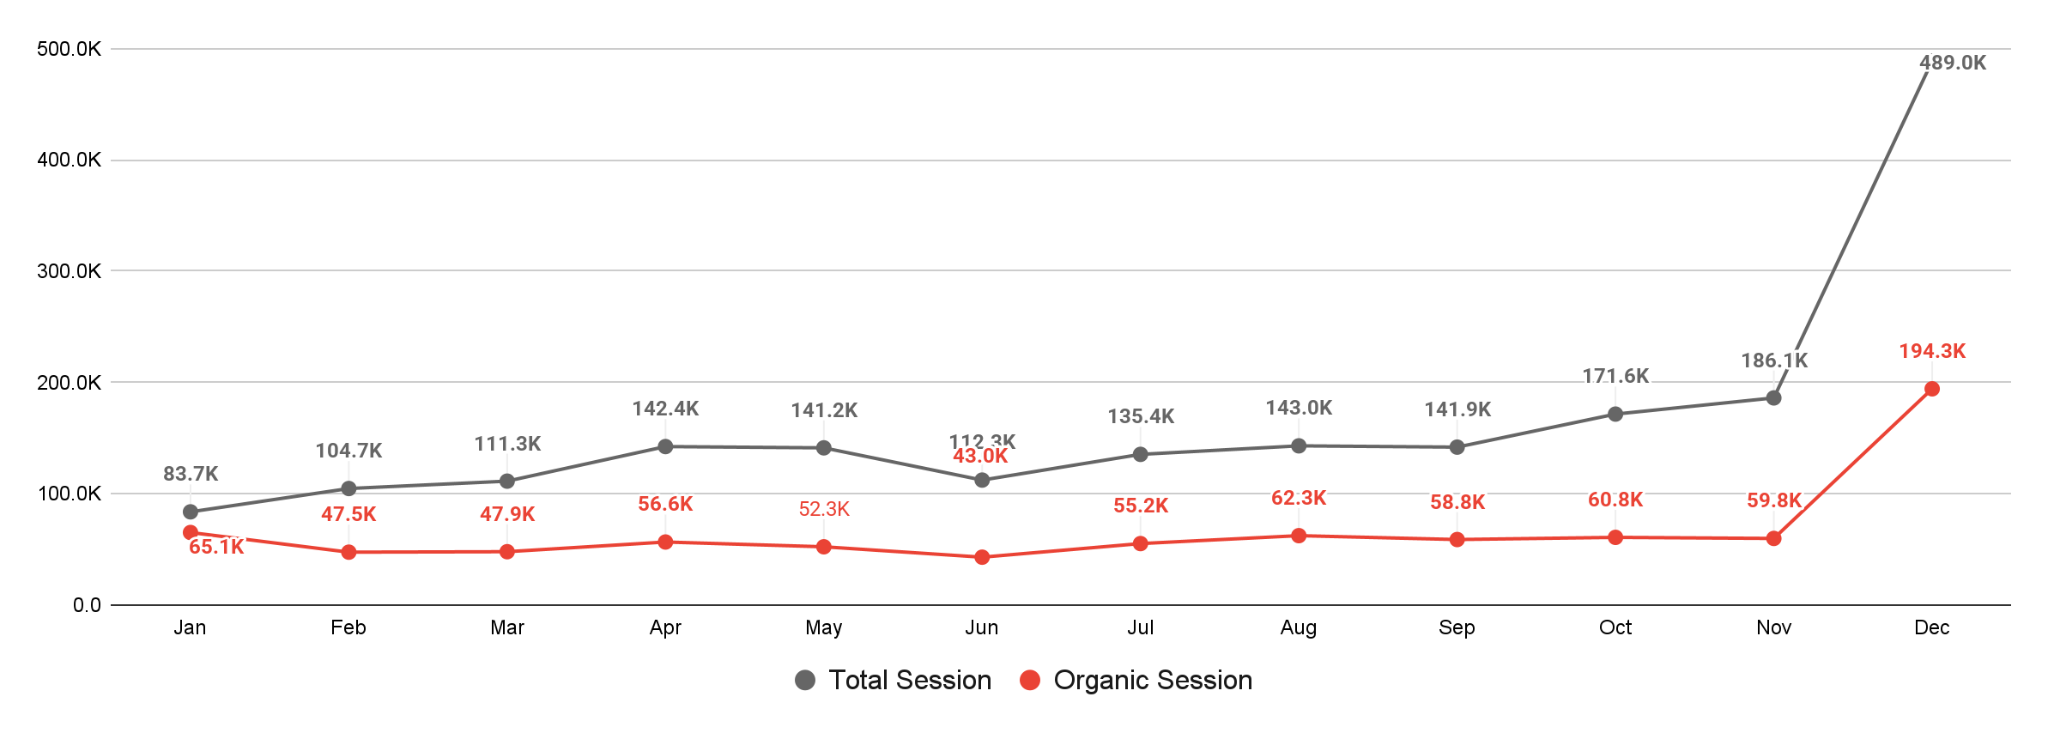 500.0K
489.0K
400.0K
300.0K
194.3K
186.1K
200.0K
171.6K
142.4K
141.2K
143.0K
141.9K
135.4K
111.3K
112.3K
104.7K
43.0K
83.7K
100.0K
56.6K
62.3K
60.8K
59.8K
58.8K
55.2K
52.3K
47.5K
47.9K
65.1K
0.0
Jan Feb Mar Apr May Jun Jul Aug Sep Oct Nov Dec
Total Session Organic Session